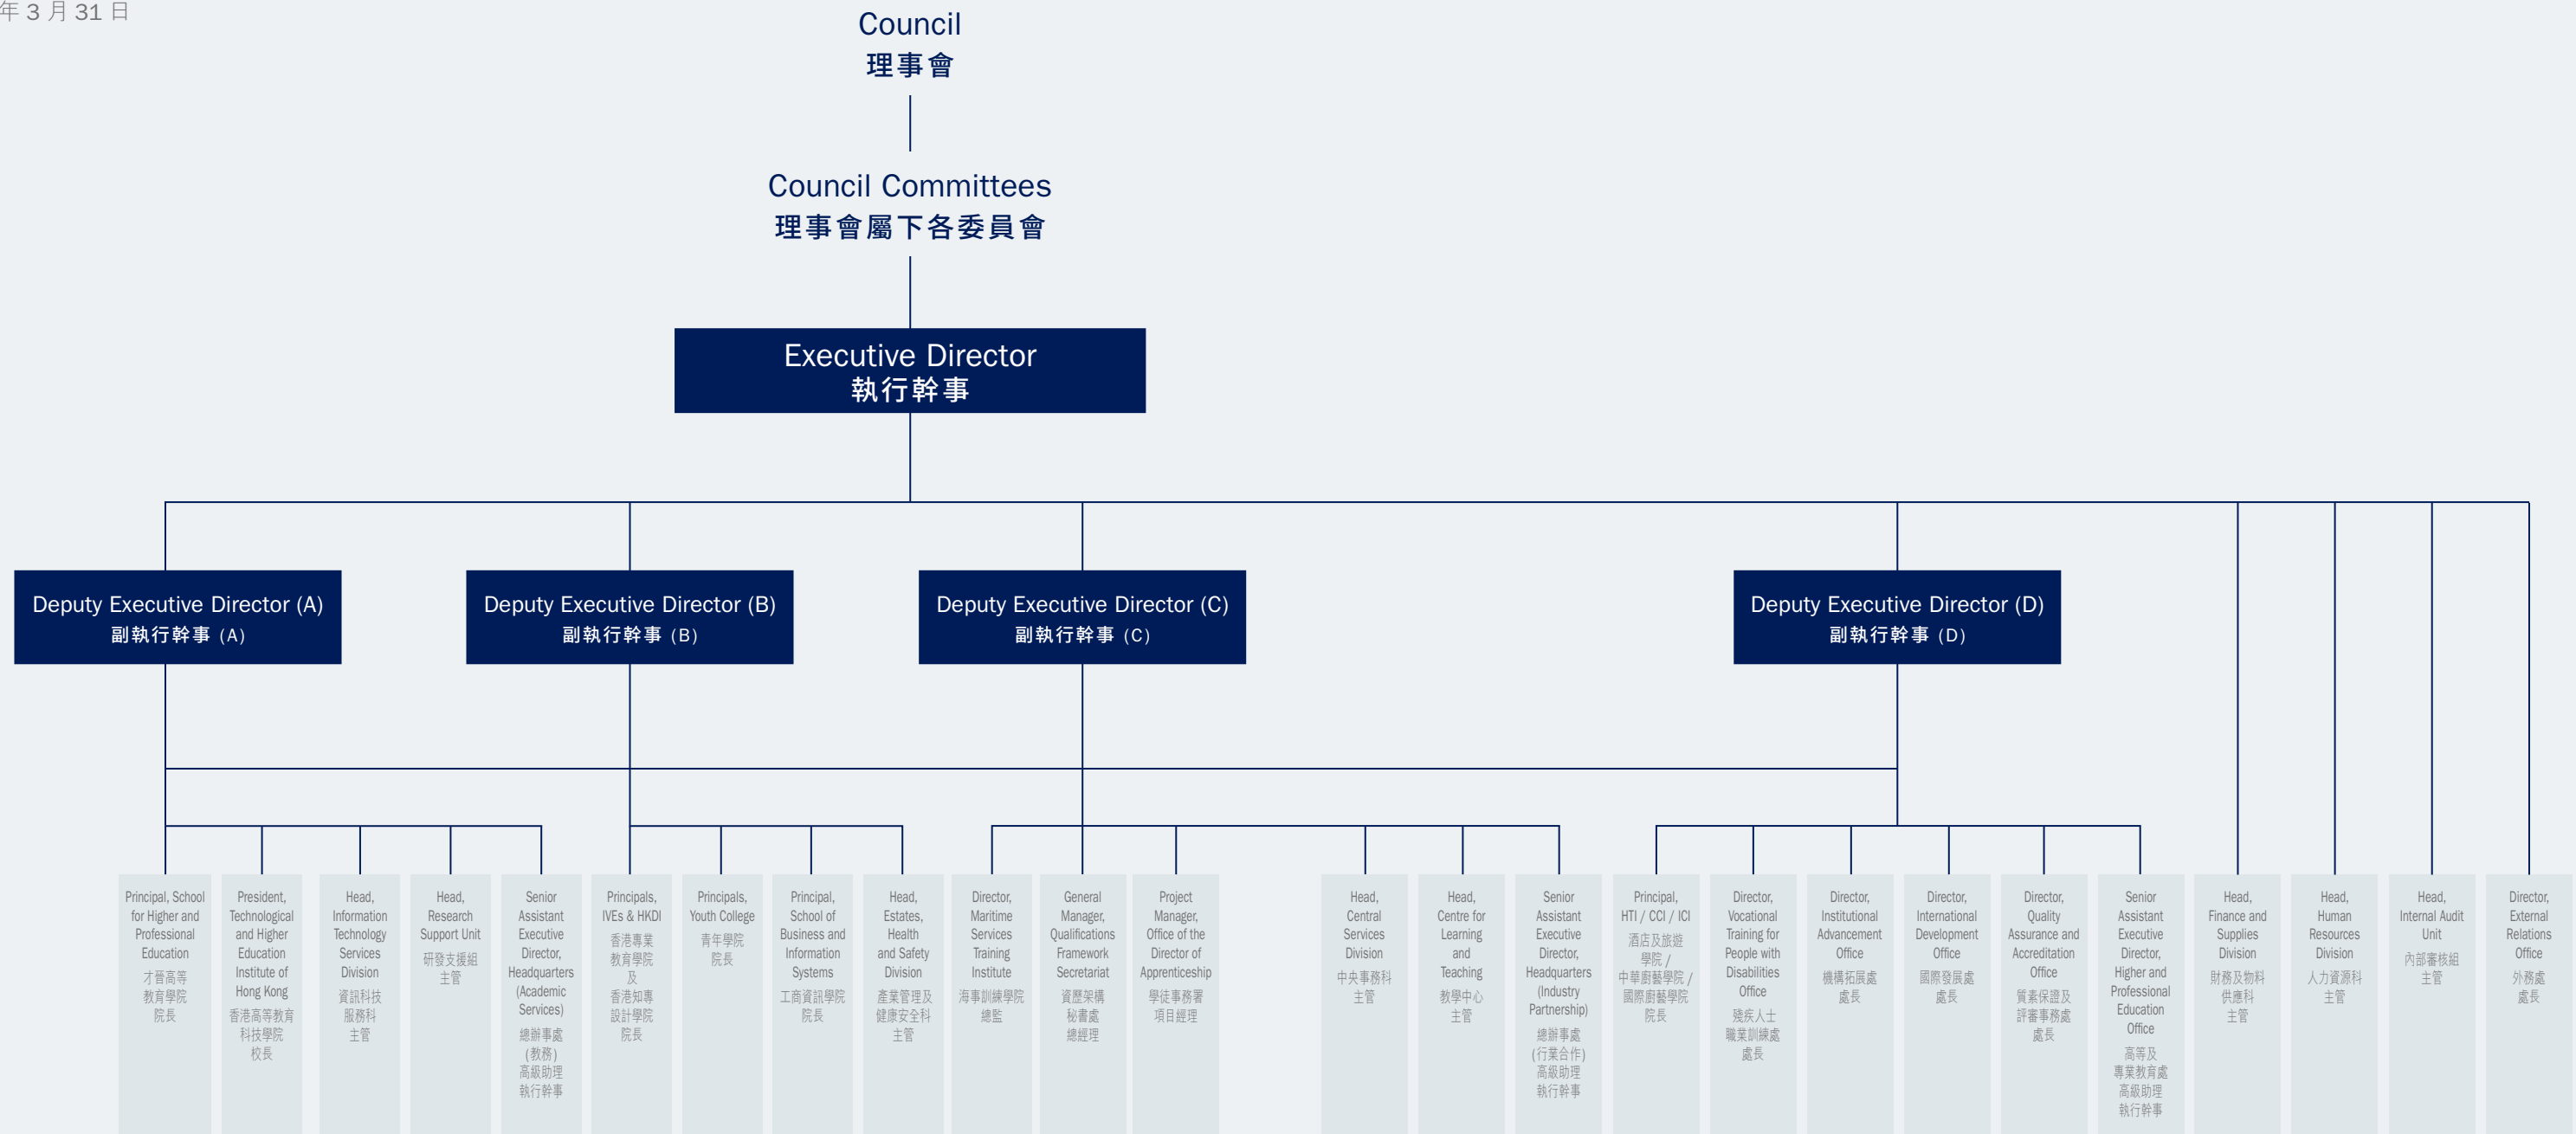 年 3 月 31 日
Council
理事會
Council Committees
理事會屬下各委員會
Executive Director
執行幹事
Deputy Executive Director (A)
副執行幹事 (A)
Deputy Executive Director (B)
副執行幹事 (B)
Deputy Executive Director (C)
副執行幹事 (C)
Deputy Executive Director (D)
副執行幹事 (D)
Principal, School
for Higher and
Professional
Education
才晉高等
教育學院
院長
President,
Technological
and Higher
Education
Institute of
Hong Kong
香港高等教育
科技學院
校長
Head,
Information
Technology
Services
Division
資訊科技
服務科
主管
Head,
Research
Support Unit
研發支援組
主管
Senior
Assistant
Executive
Director,
Headquarters
(Academic
Services)
總辦事處
(教務)
高級助理
執行幹事
Principals,
IVEs & HKDI
香港專業
教育學院
及
香港知專
設計學院
院長
Principals,
Youth College
青年學院
院長
Principal,
School of
Business and
Information
Systems
工商資訊學院
院長
Head,
Estates,
Health
and Safety
Division
產業管理及
健康安全科
主管
Director,
Maritime
Services
Training
Institute
海事訓練學院
總監
General
Manager,
Qualifications
Framework
Secretariat
資歷架構
秘書處
總經理
Project
Manager,
Office of the
Director of
Apprenticeship
學徒事務署
項目經理
Head,
Central
Services
Division
中央事務科
主管
Head,
Centre for
Learning
and
Teaching
教學中心
主管
Senior
Assistant
Executive
Director,
Headquarters
(Industry
Partnership)
總辦事處
(行業合作)
高級助理
執行幹事
Principal,
HTI / CCI / ICI
酒店及旅遊
學院 /
中華廚藝學院 /
國際廚藝學院
院長
Director,
Vocational
Training for
People with
Disabilities
Office
殘疾人士
職業訓練處
處長
Director,
Institutional
Advancement
Office
機構拓展處
處長
Director,
International
Development
Office
國際發展處
處長
Director,
Quality
Assurance and
Accreditation
Office
質素保證及
評審事務處
處長
Senior
Assistant
Executive
Director,
Higher and
Professional
Education
Office
高等及
專業教育處
高級助理
執行幹事
Head,
Finance and
Supplies
Division
財務及物料
供應科
主管
Head,
Human
Resources
Division
人力資源科
主管
Head,
Internal Audit
Unit
內部審核組
主管
Director,
External
Relations
Office
外務處
處長